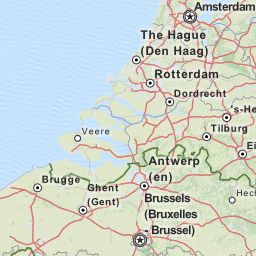 Amsterdam
The Hague
(Den Haag)
Rotterdam
Dordrecht
's-He
Tilburg
Veere
Ei
Antwerp
(en)
Brugge
Ghent
(Gent)
Brussels
(Bruxelles
- Brussel)
Hech